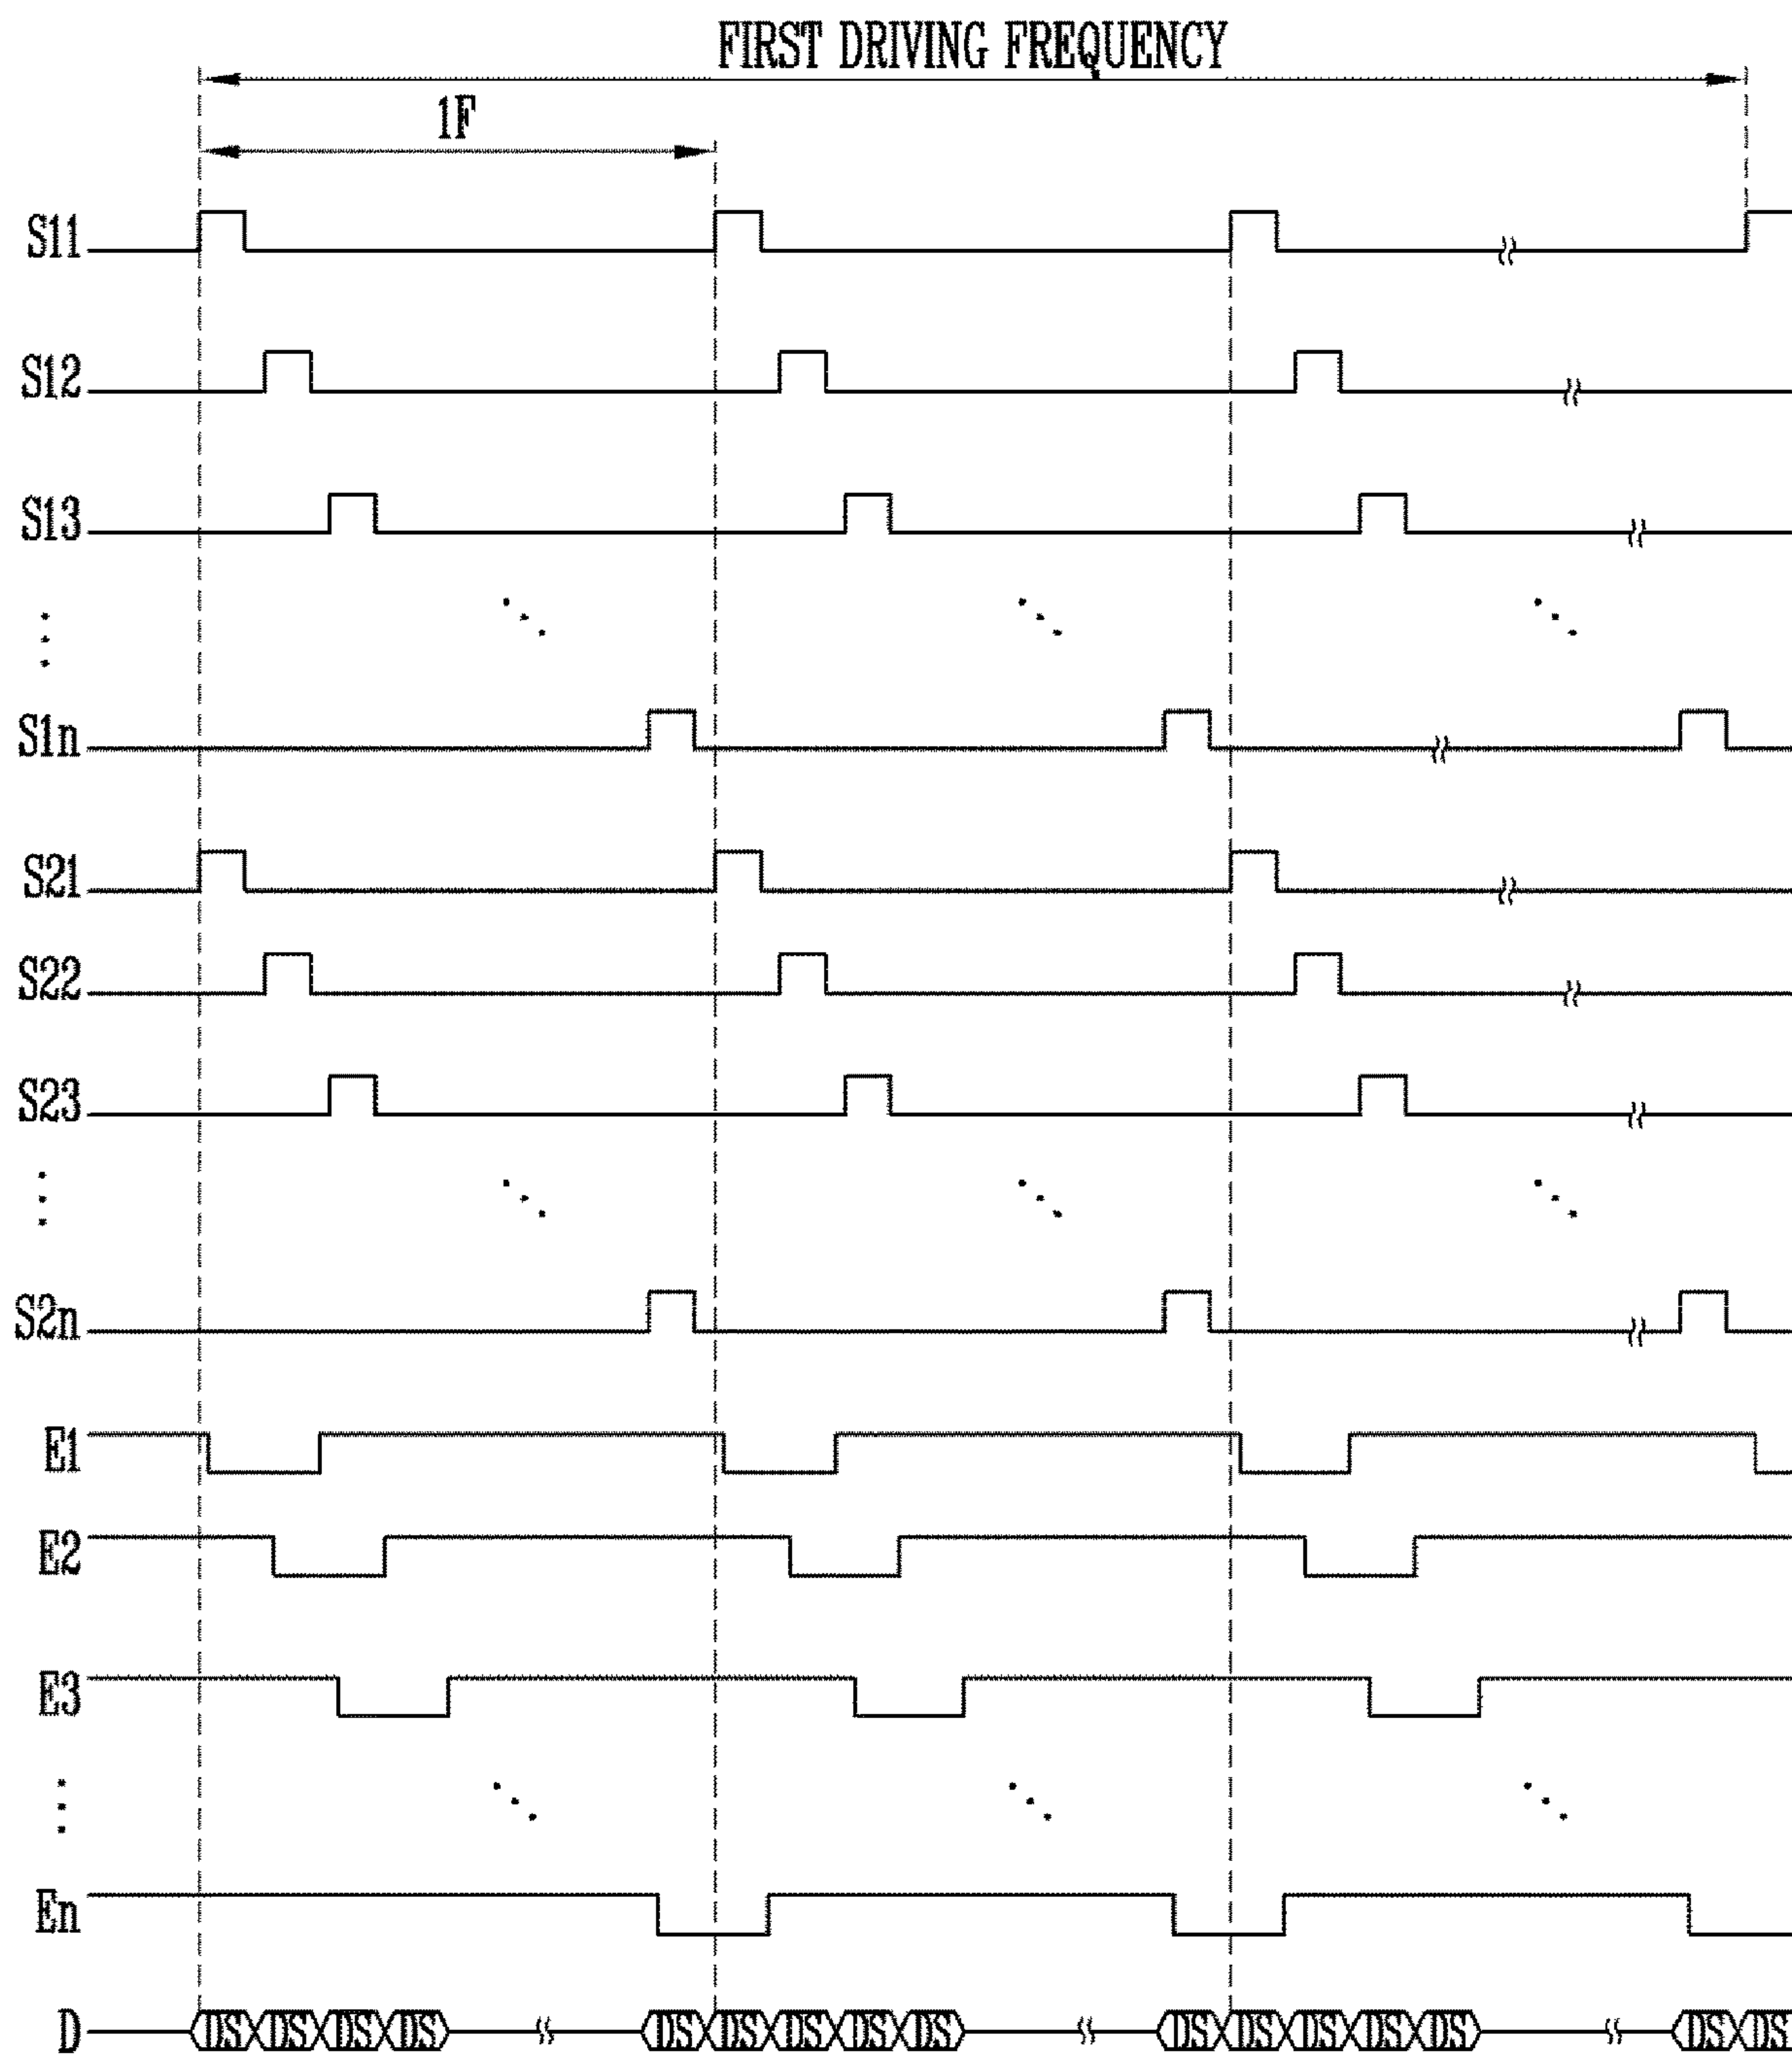 FIRST DRIVING FREQUENCY
1F
S11
S12
S13
S1n
S21
S22
S23
S2n
E1
E2
E3
En
D DS DS DS DS DS DS DS DS DS DS DS DS DS DS DS DS